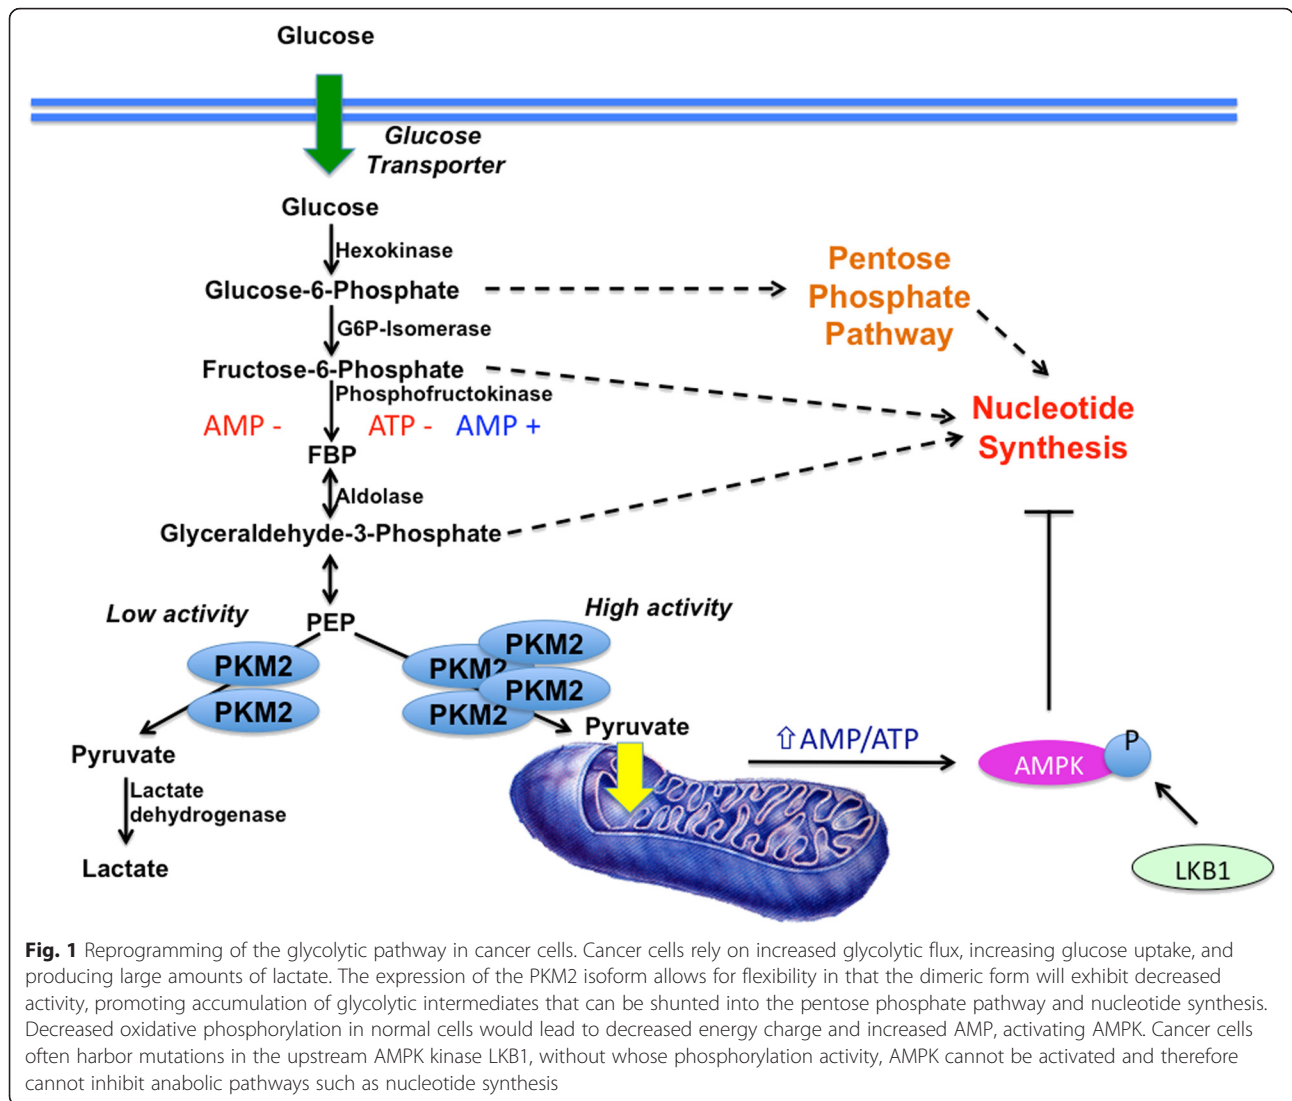 Glucose
Glucose
Transporter
Glucose
Hexokinase
Glucose-6-Phosphate
G6P-Isomerase
Fructose-6-Phosphate
Phosphofructokinase
AMP - ATP - AMP +
FBP
Aldolase
Glyceraldehyde-3-Phosphate
Pentose
Phosphate
Pathway
Nucleotide
Synthesis
Low activity
PEP
High activity
PKM2
PKM2
PKM2
PKM2
PKM2
PKM2
Pyruvate
Lactate
dehydrogenase
Lactate
Pyruvate
⇧AMP/ATP
AMPK
P
LKB1
Fig. 1 Reprogramming of the glycolytic pathway in cancer cells. Cancer cells rely on increased glycolytic flux, increasing glucose uptake, and
producing large amounts of lactate. The expression of the PKM2 isoform allows for flexibility in that the dimeric form will exhibit decreased
activity, promoting accumulation of glycolytic intermediates that can be shunted into the pentose phosphate pathway and nucleotide synthesis.
Decreased oxidative phosphorylation in normal cells would lead to decreased energy charge and increased AMP, activating AMPK. Cancer cells
often harbor mutations in the upstream AMPK kinase LKB1, without whose phosphorylation activity, AMPK cannot be activated and therefore
cannot inhibit anabolic pathways such as nucleotide synthesis